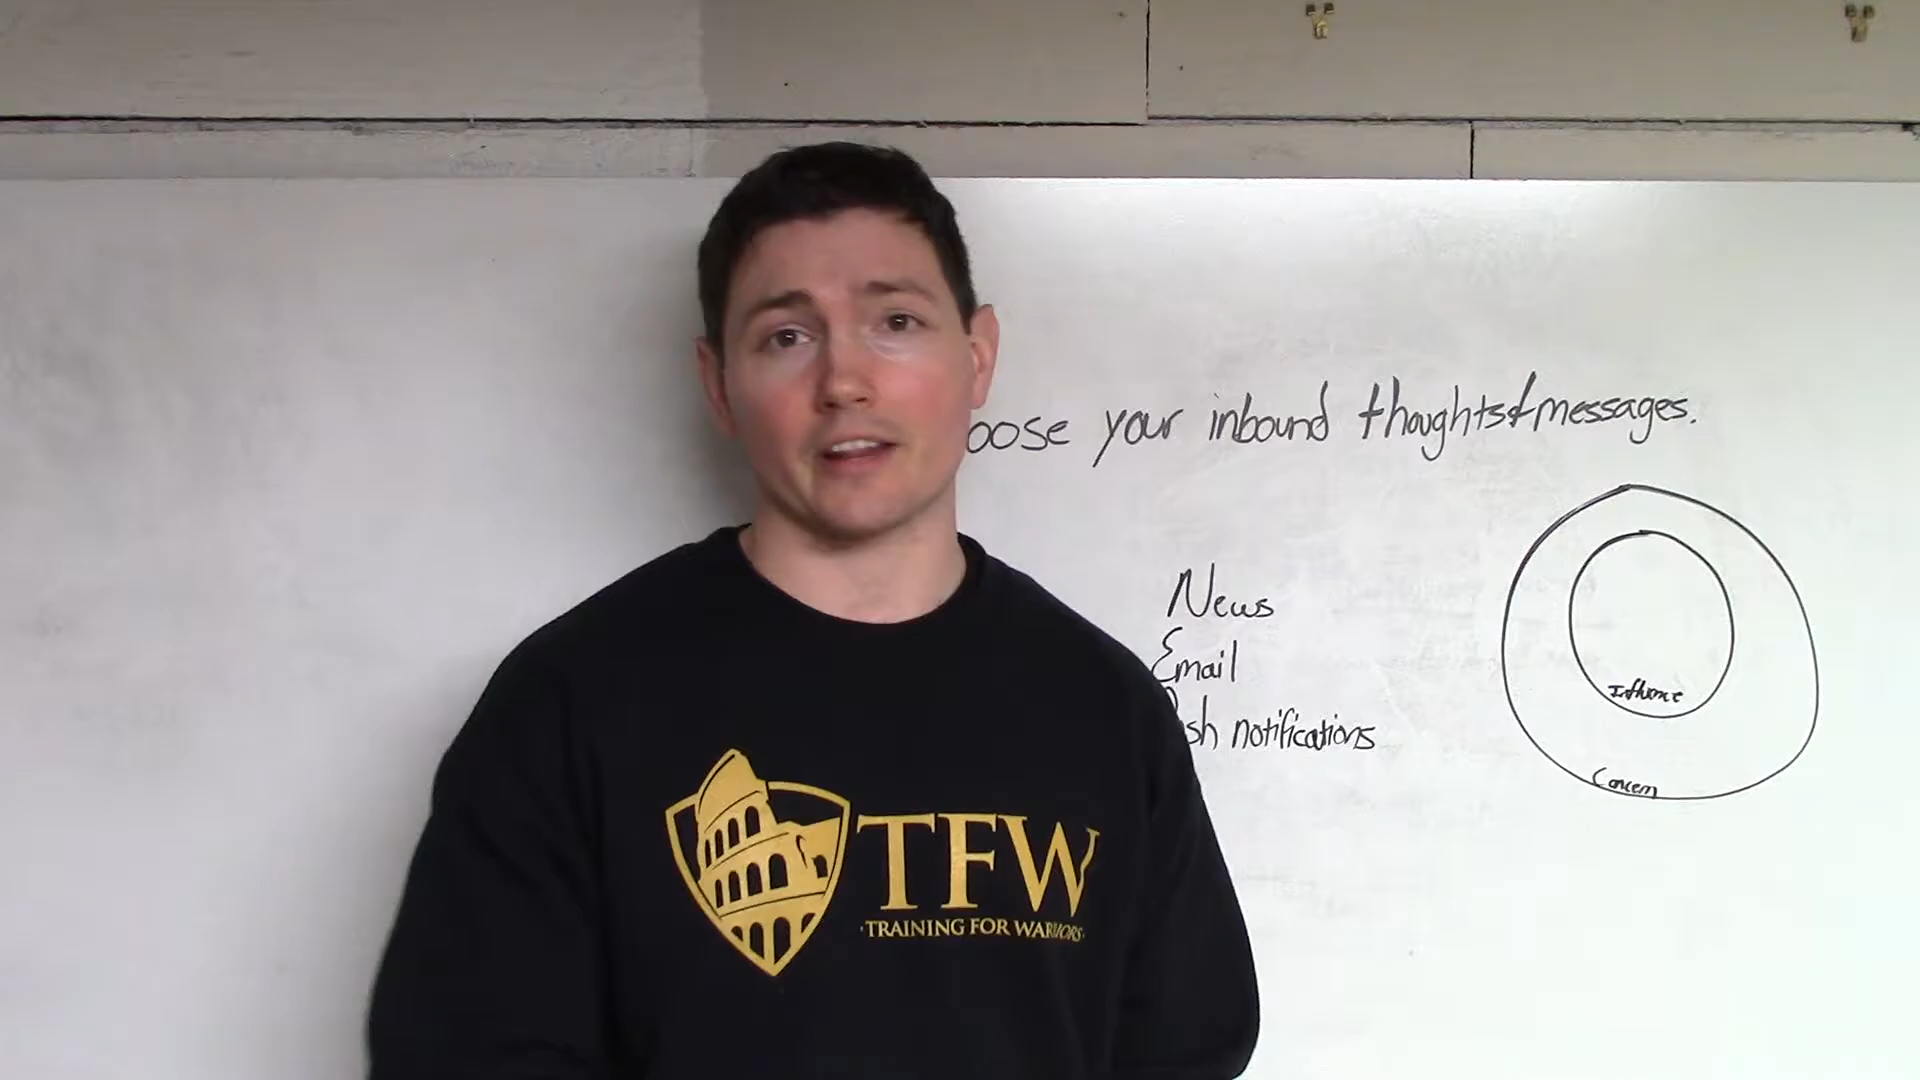 oose your inbound thoughts & messages.
News
Email
sh notifications
Influence
Concern
TFW
TRAINING FOR WARRIORS